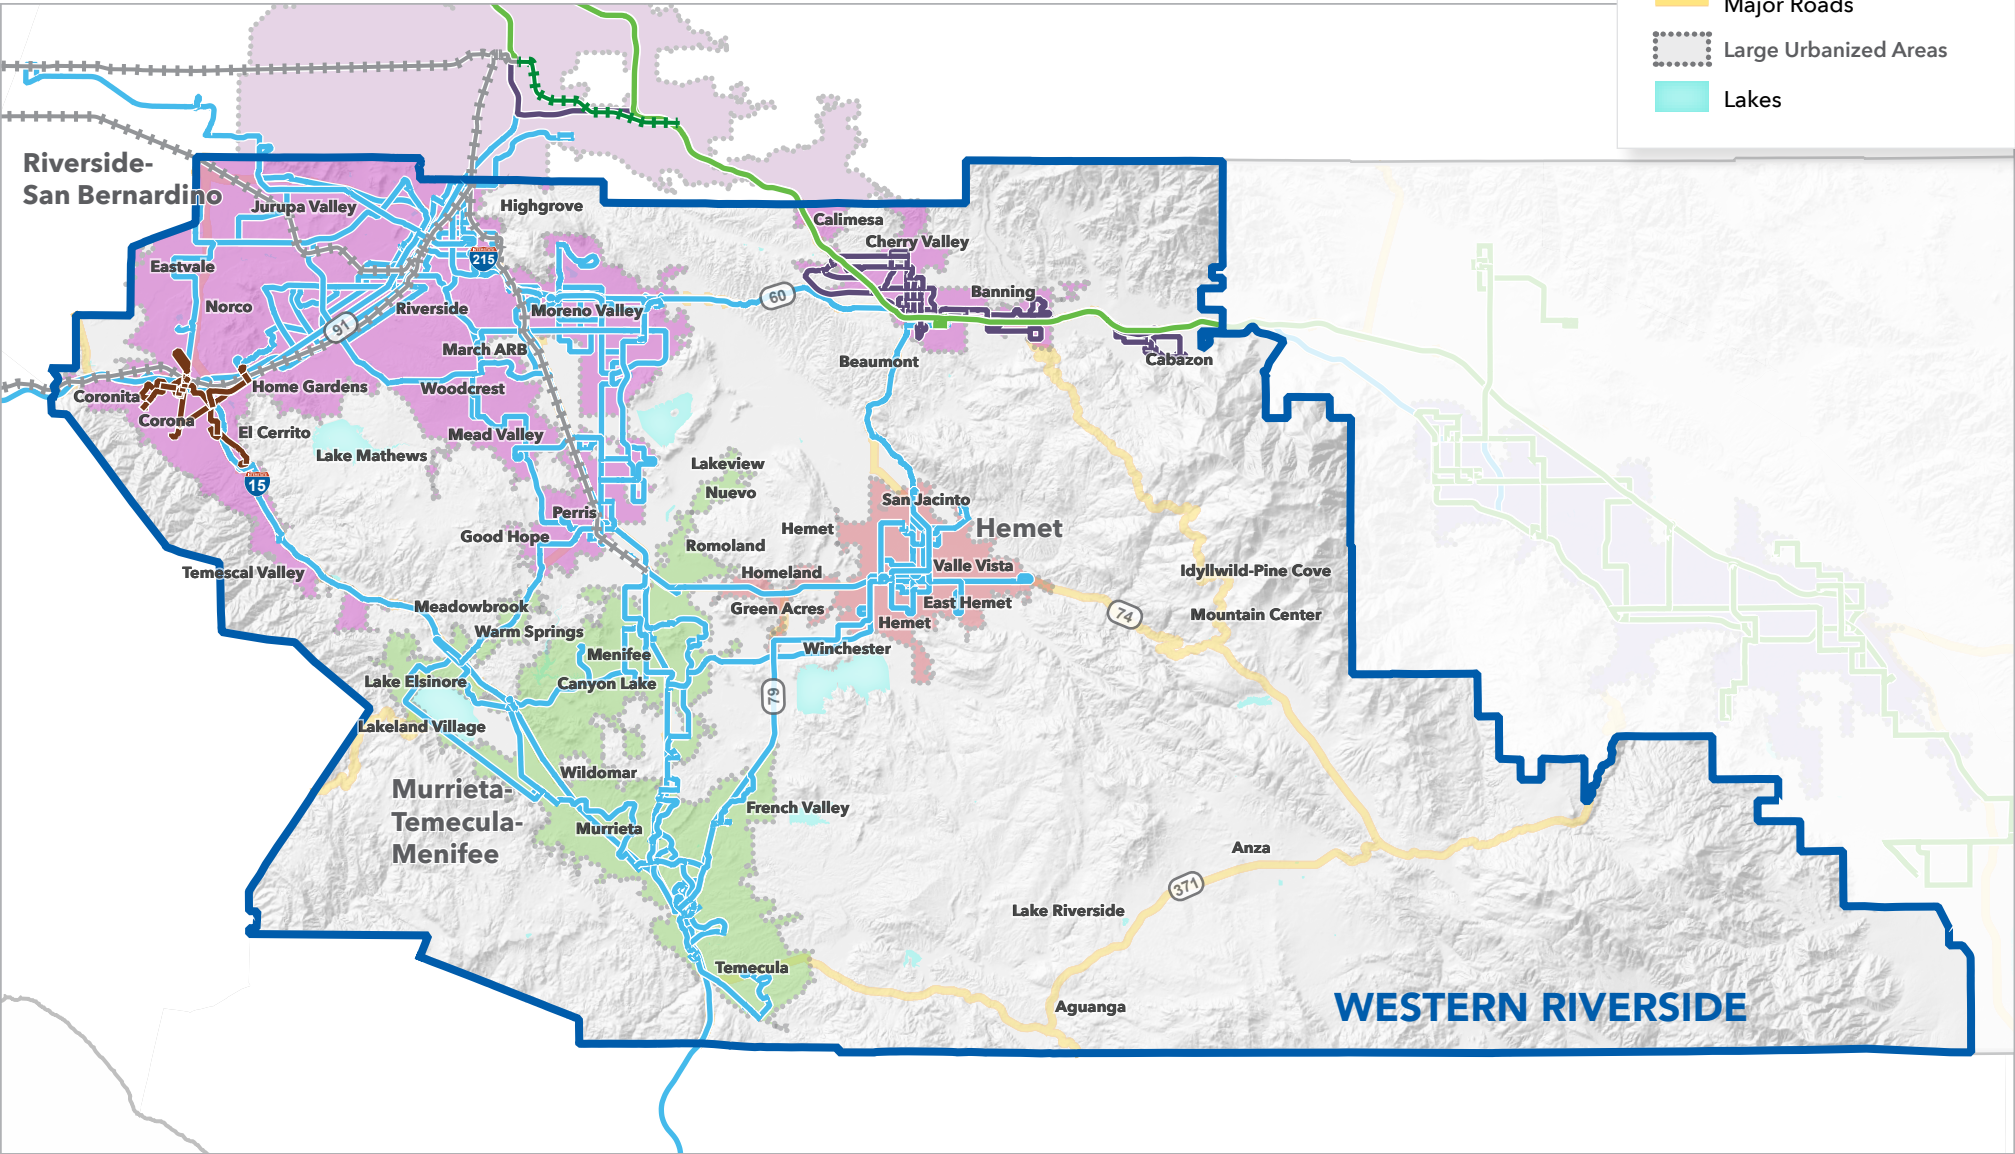 Major Roads
Large Urbanized Areas
Lakes
Riverside-
San Bernardino
Jurupa Valley
Highgrove
Calimesa
Cherry Valley
Eastvale
INTERSTATE
215
Norco
Riverside
Moreno Valley
60
Banning
91
March ARB
Beaumont
Cabazon
Coronita
Home Gardens
Woodcrest
Corona
El Cerrito
Mead Valley
Lake Mathews
Lakeview
INTERSTATE
15
Nuevo
San Jacinto
Perris
Hemet
Hemet
Good Hope
Romoland
Valle Vista
Homeland
Idyllwild-Pine Cove
Temescal Valley
Meadowbrook
Green Acres
East Hemet
74
Mountain Center
Warm Springs
Hemet
Menifee
Winchester
Lake Elsinore
Canyon Lake
79
Lakeland Village
Wildomar
Murrieta-
Temecula-
Menifee
French Valley
Murrieta
Anza
371
Lake Riverside
Temecula
Aguanga
WESTERN RIVERSIDE